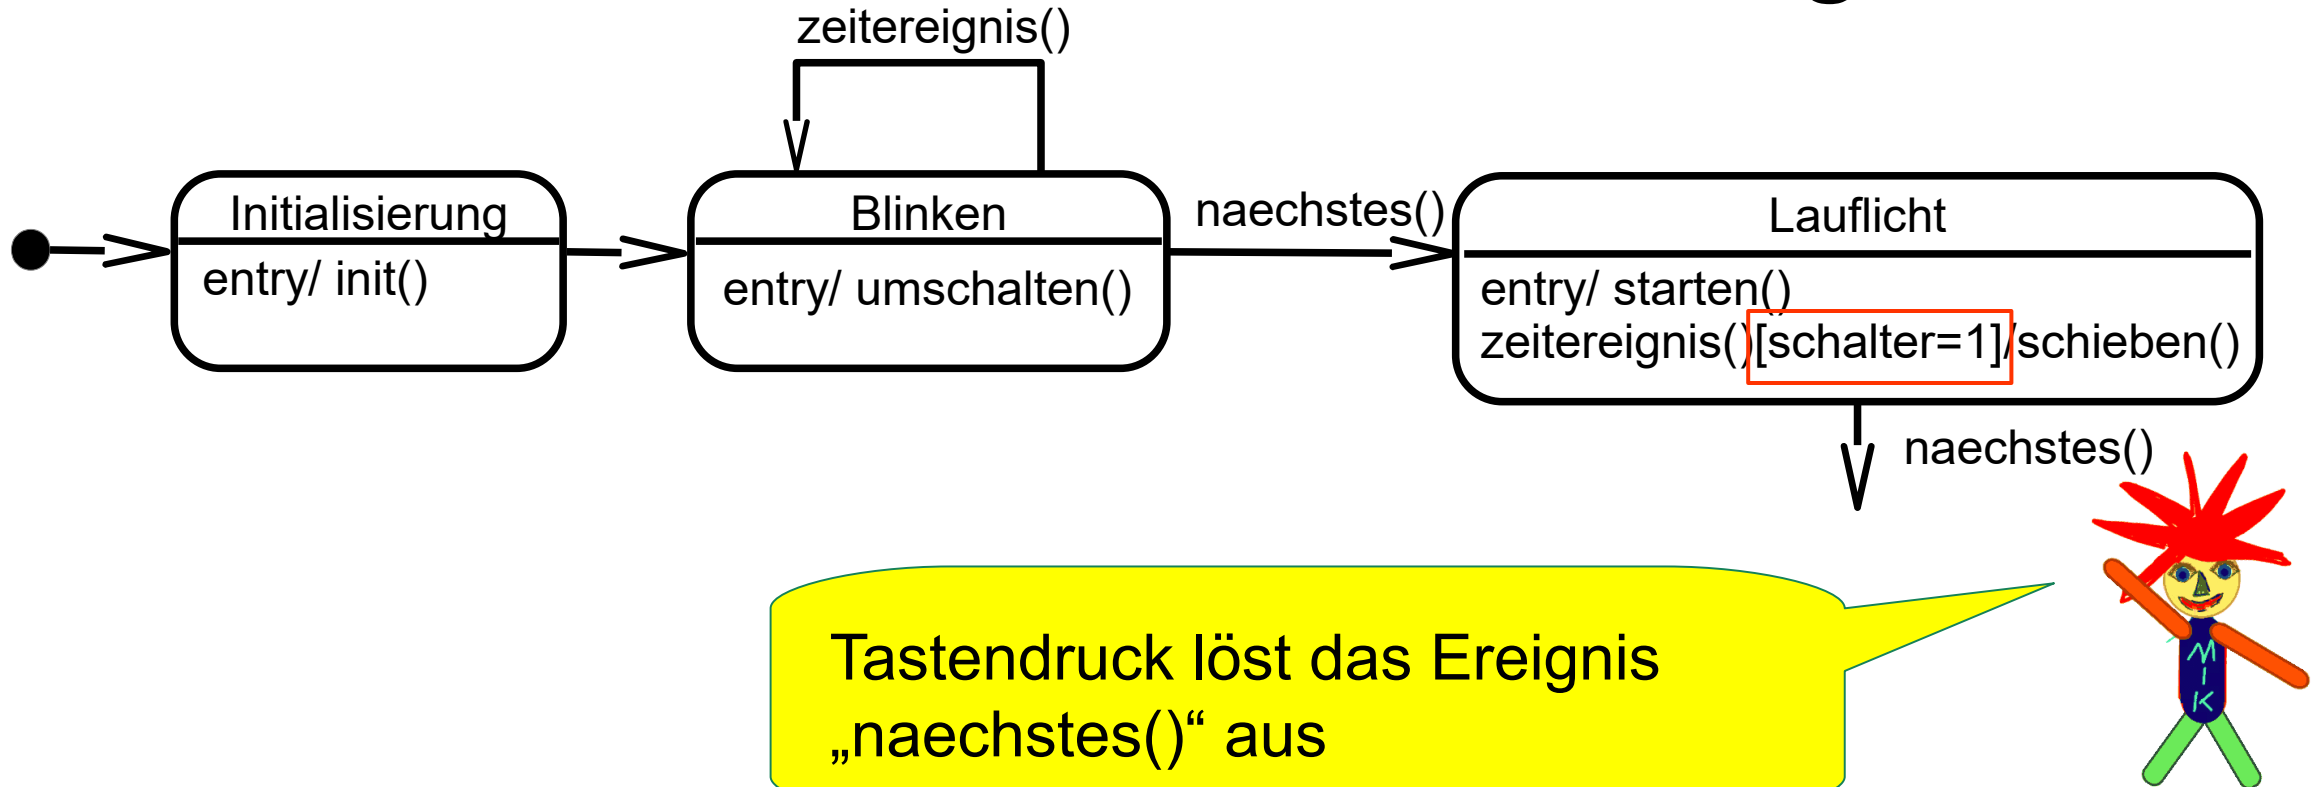 zeitereignis()
Initialisierung
entry/ init()
Blinken
entry/ umschalten()
naechstes()
Lauflicht
entry/ starten()
zeitereignis()[schalter=1]/schieben()
naechstes()
Tastendruck löst das Ereignis
„naechstes()“ aus
MIK